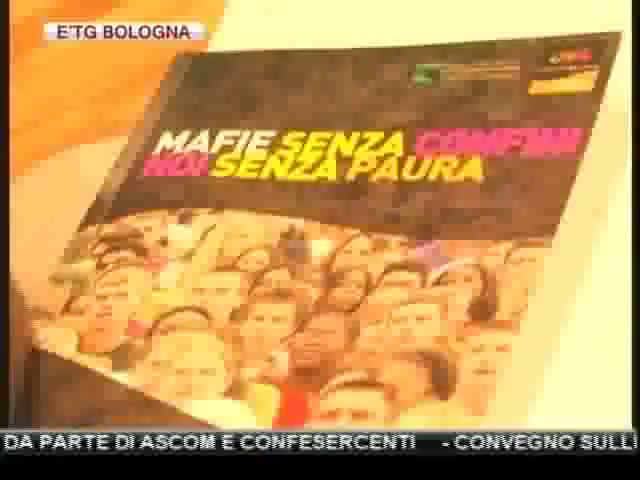 E'TG BOLOGNA
MAFIE SENZA CONFINI
NOI SENZA PAURA
DA PARTE DI ASCOM E CONFESERCENTI - CONVEGNO SULL